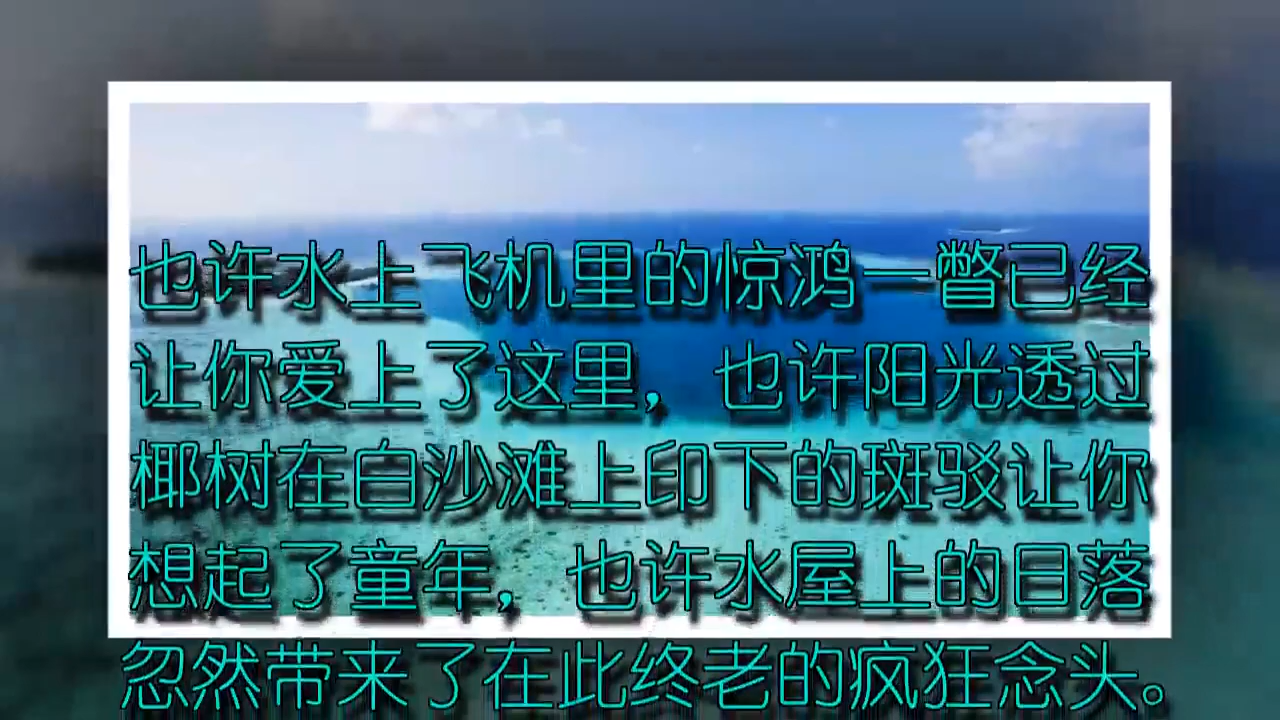 也许水上飞机里的惊鸿一瞥已经
让你爱上了这里，也许阳光透过
椰树在白沙滩上印下的斑驳让你
想起了童年，也许水屋上的日落
忽然带来了在此终老的疯狂念头。